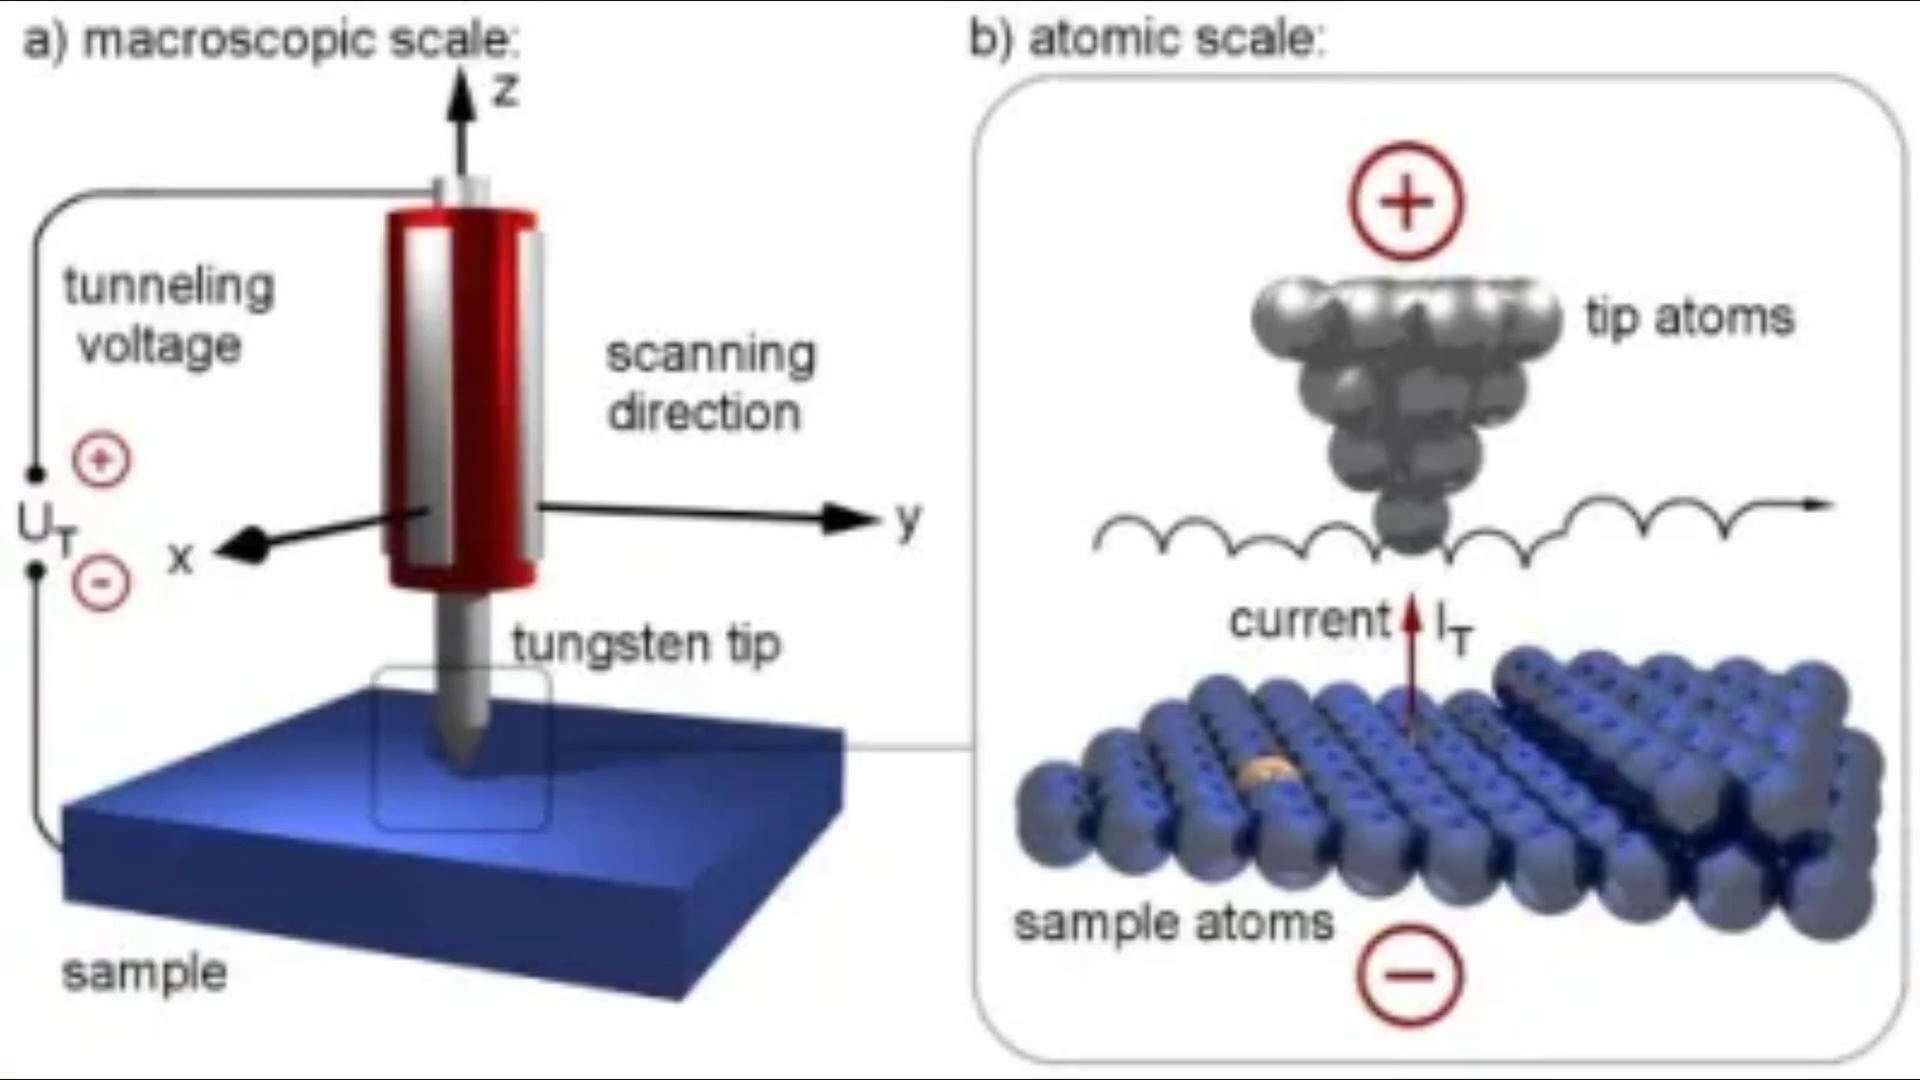 a) macroscopic scale:
z
tunneling
voltage
scanning
direction
+
U_T
-
x
y
tungsten tip
sample
b) atomic scale:
+
tip atoms
current I_T
sample atoms
-